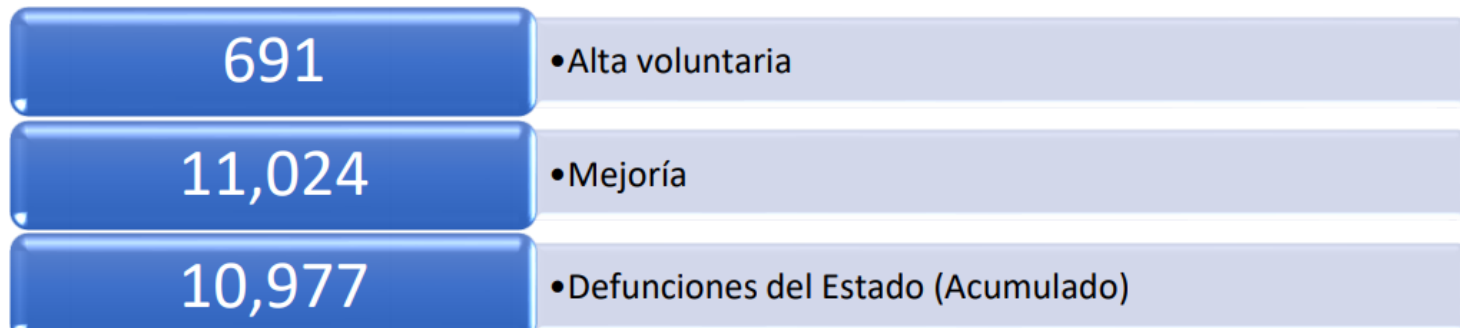 691
•Alta voluntaria
11,024
•Mejoría
10,977
•Defunciones del Estado (Acumulado)